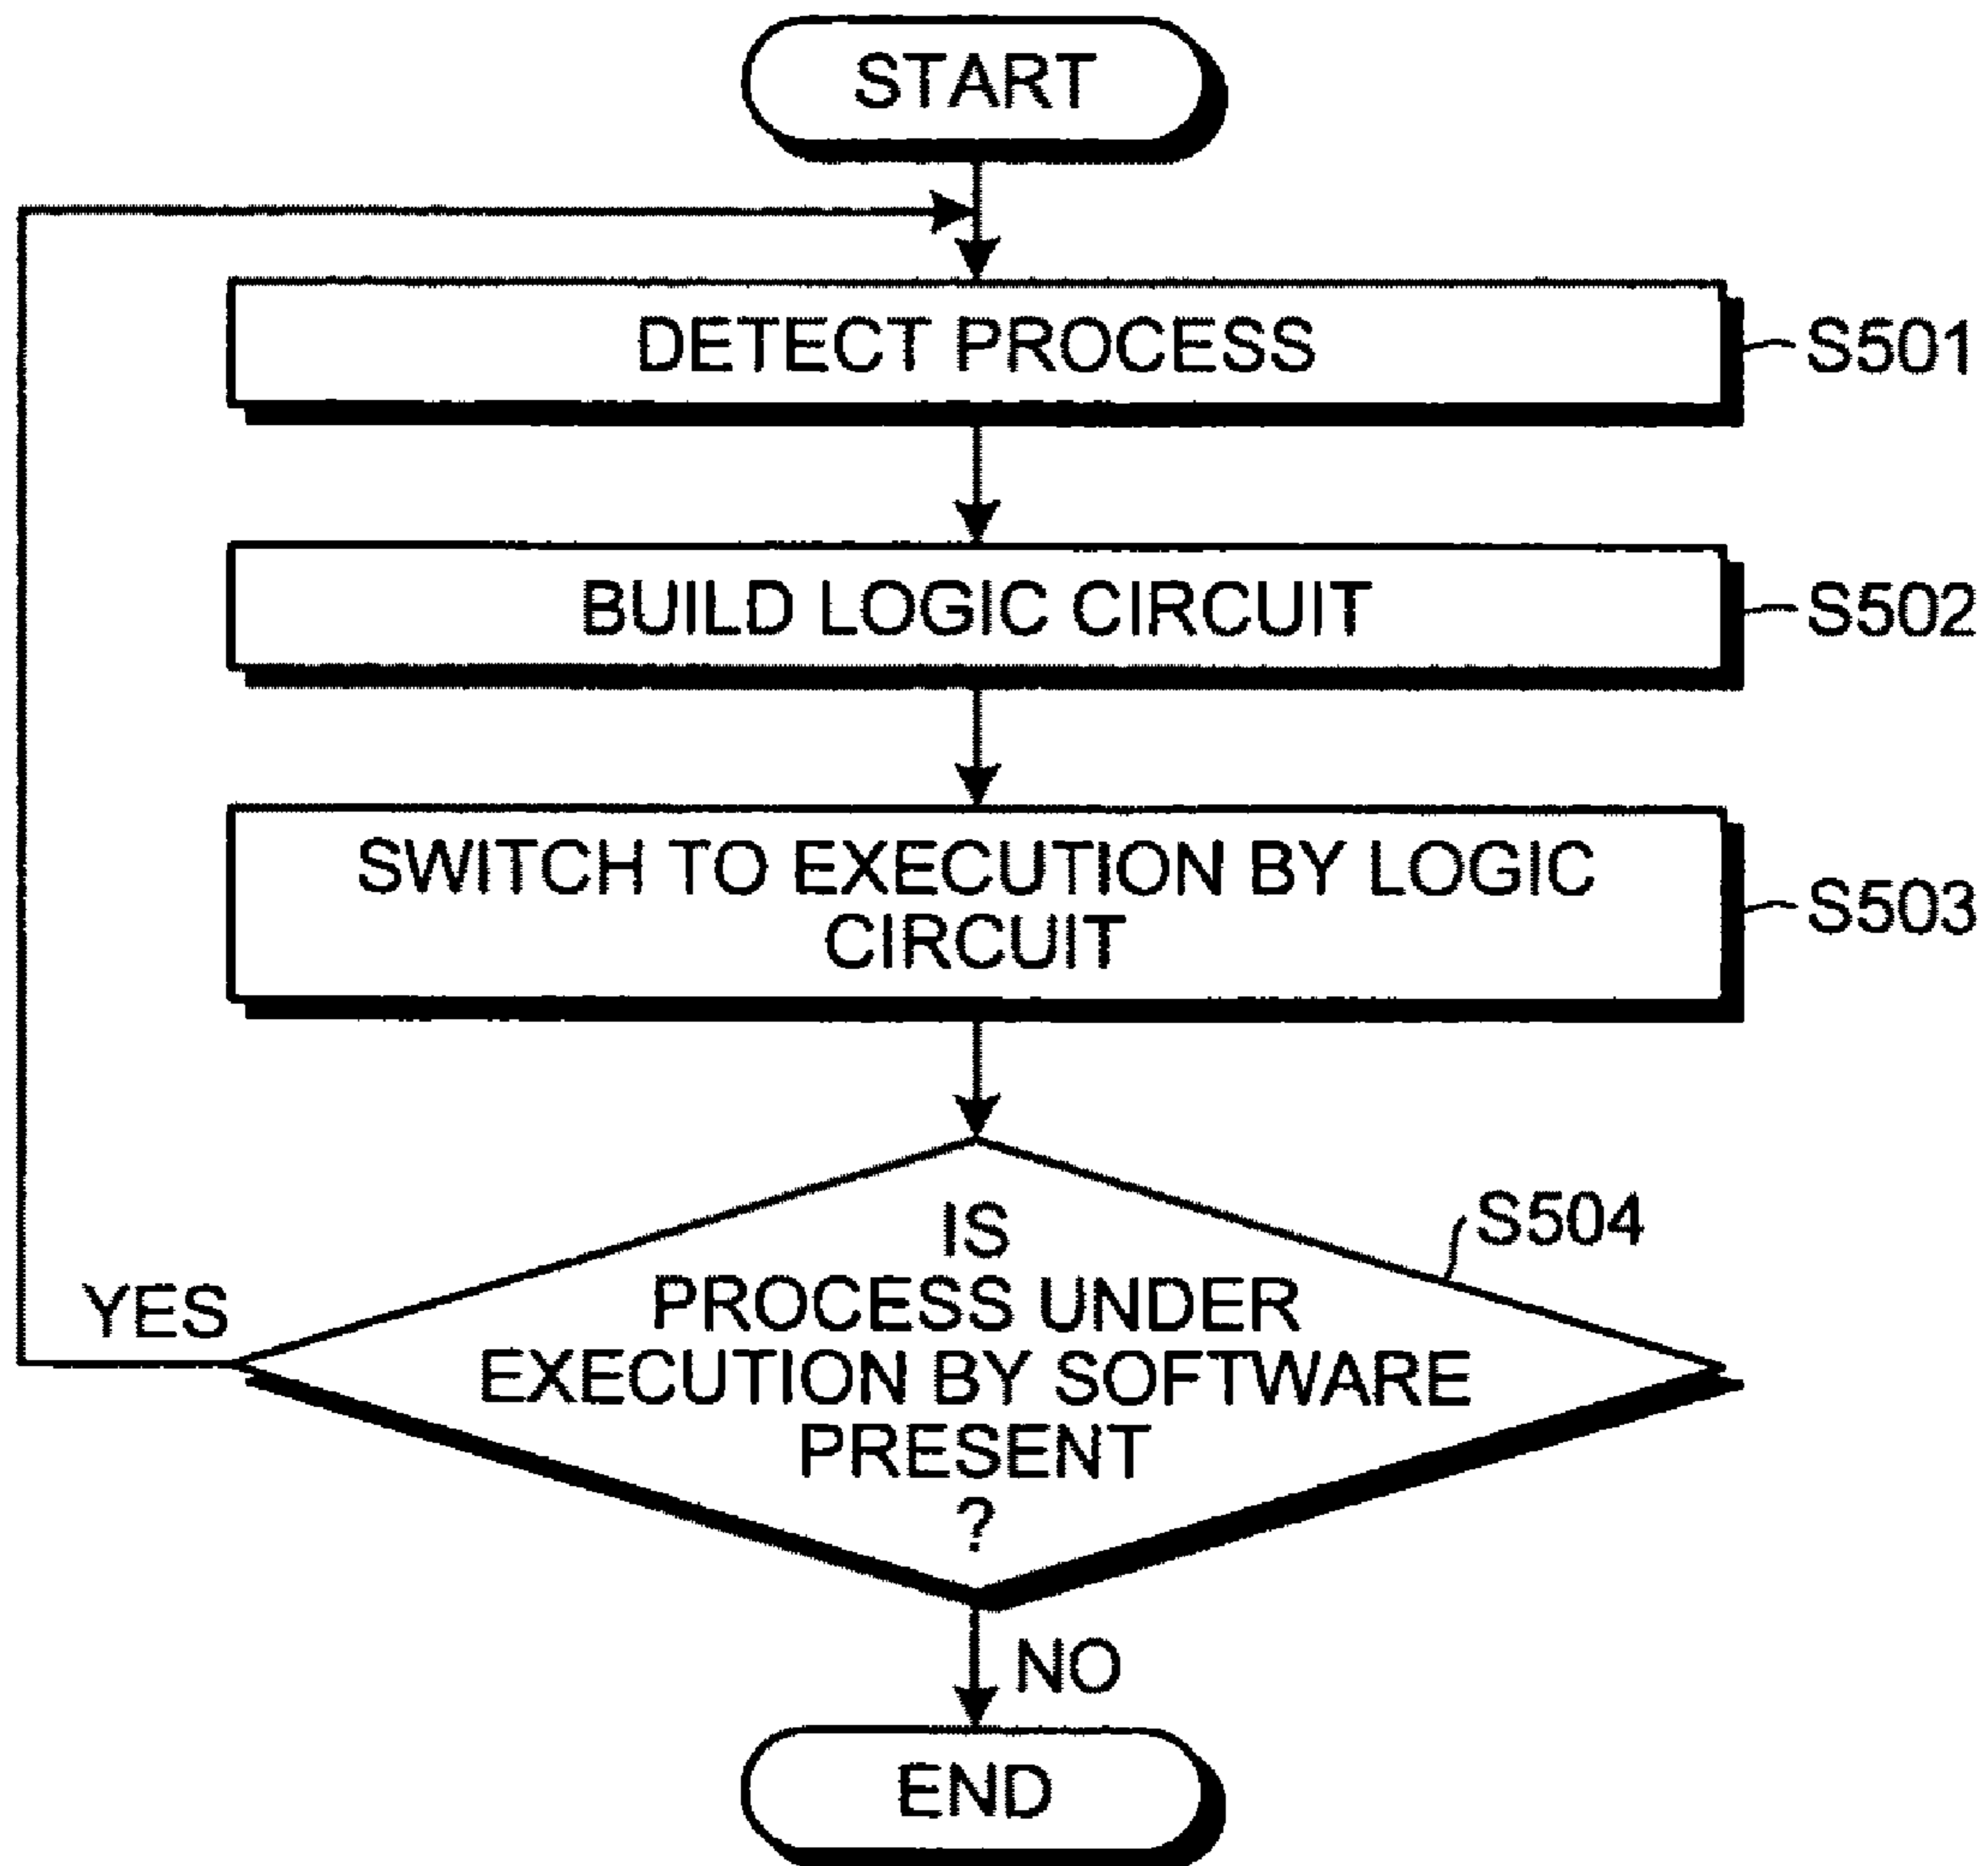 START
DETECT PROCESS
S501
BUILD LOGIC CIRCUIT
S502
SWITCH TO EXECUTION BY LOGIC
CIRCUIT
S503
IS
PROCESS UNDER
EXECUTION BY SOFTWARE
PRESENT
?
S504
YES
NO
END